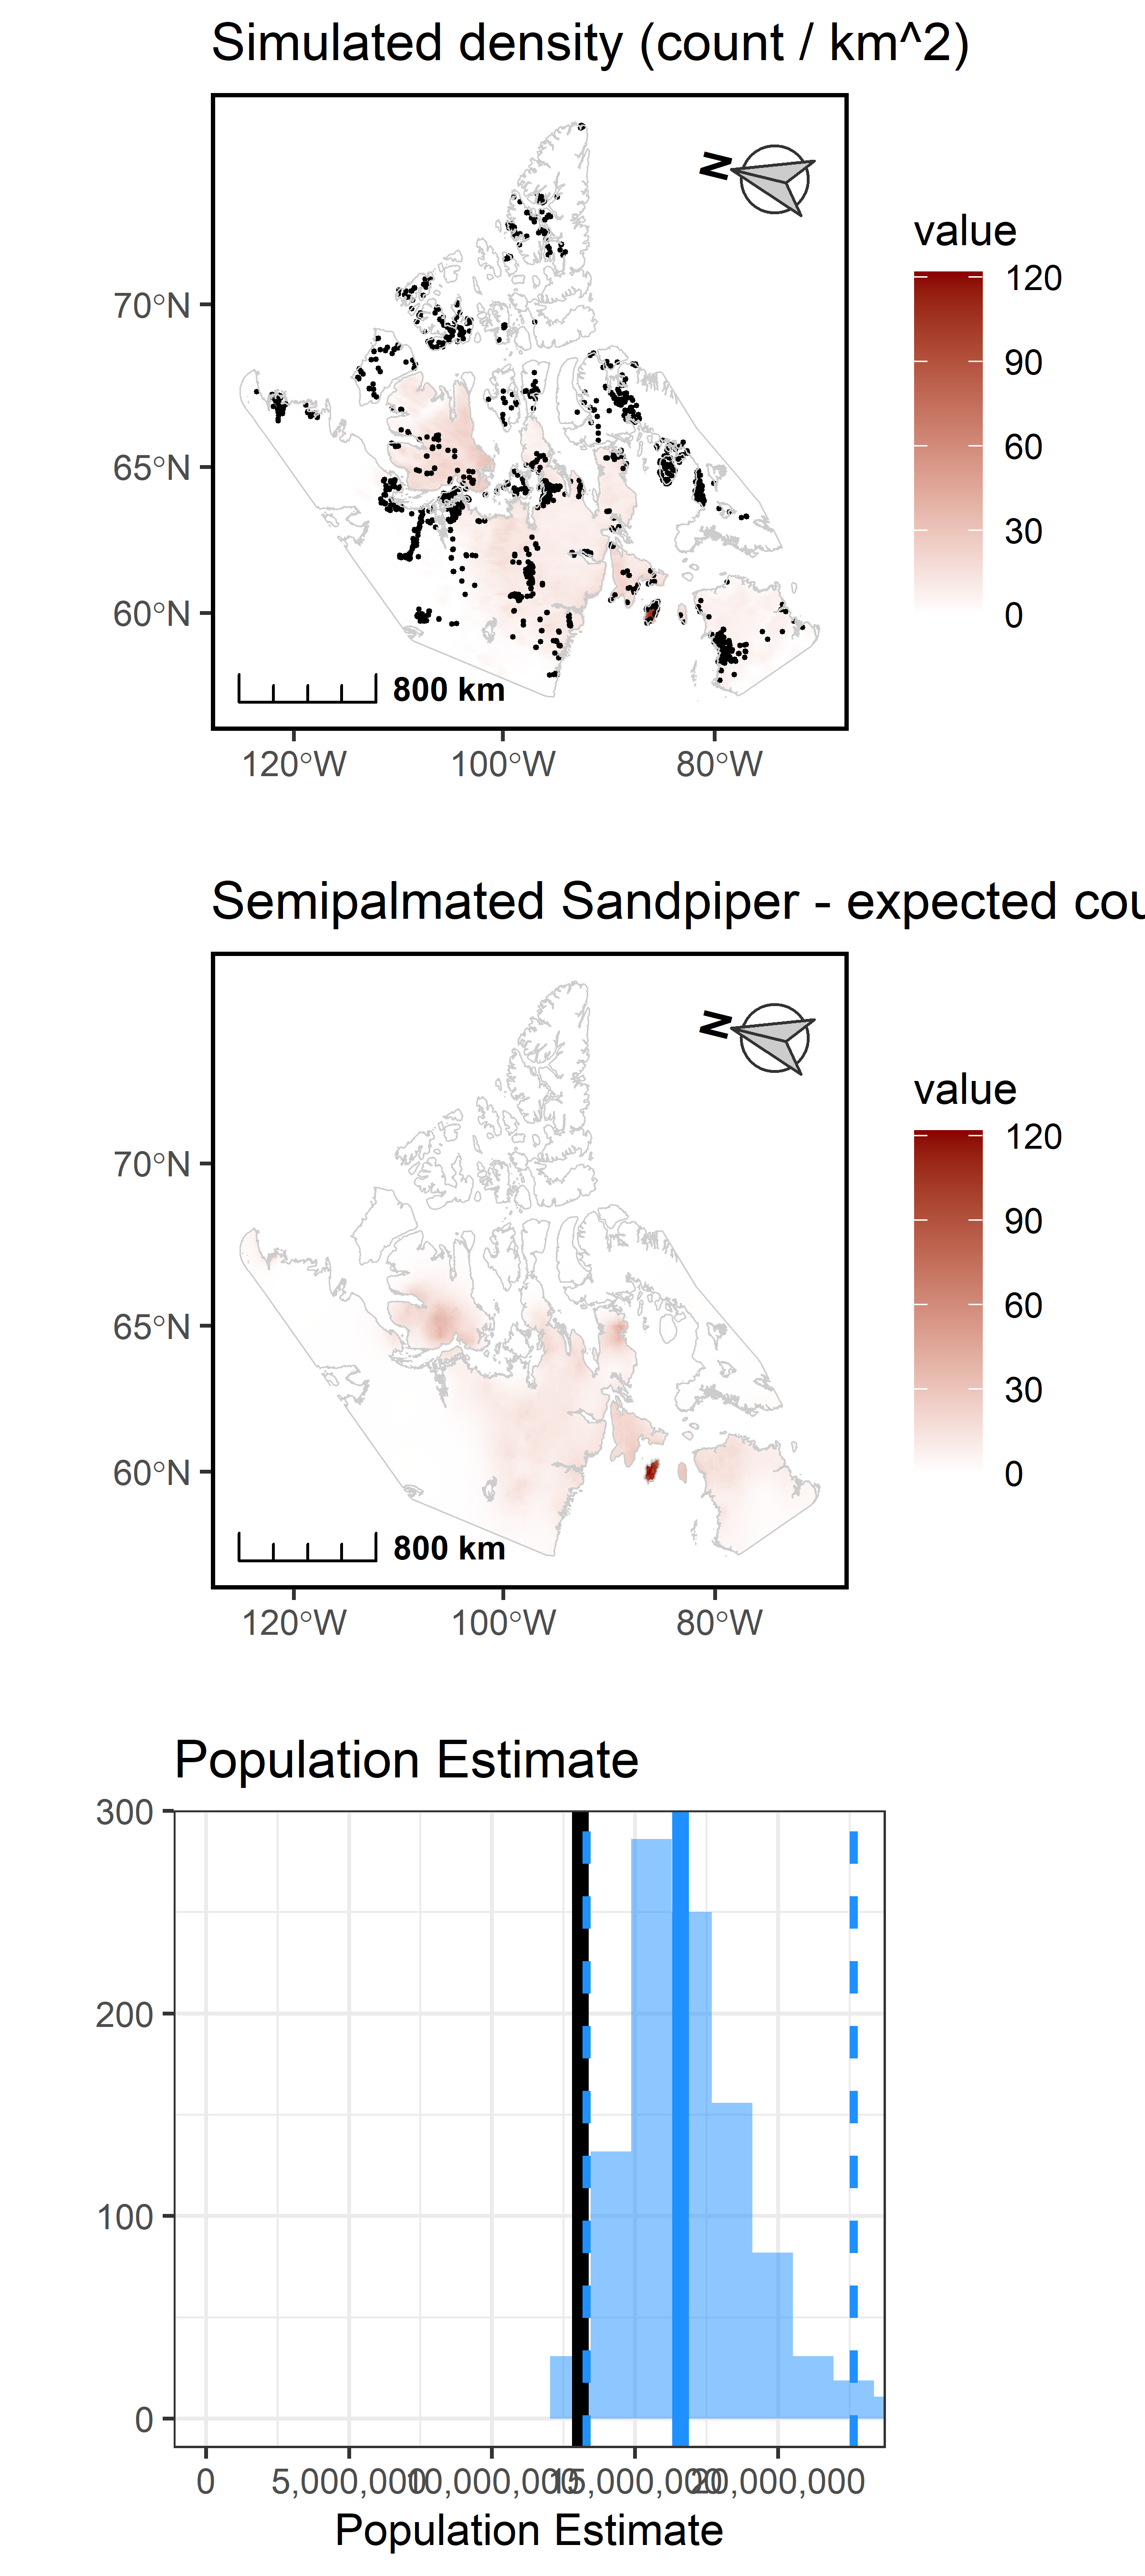 Simulated density (count / km^2)
N
value
120
90
60
30
0
70°N
65°N
60°N
800 km
120°W 100°W 80°W
Semipalmated Sandpiper - expected cou
N
value
120
90
60
30
0
70°N
65°N
60°N
800 km
120°W 100°W 80°W
Population Estimate
300
200
100
0
0 5,000,000 10,000,000 15,000,000 20,000,000
Population Estimate